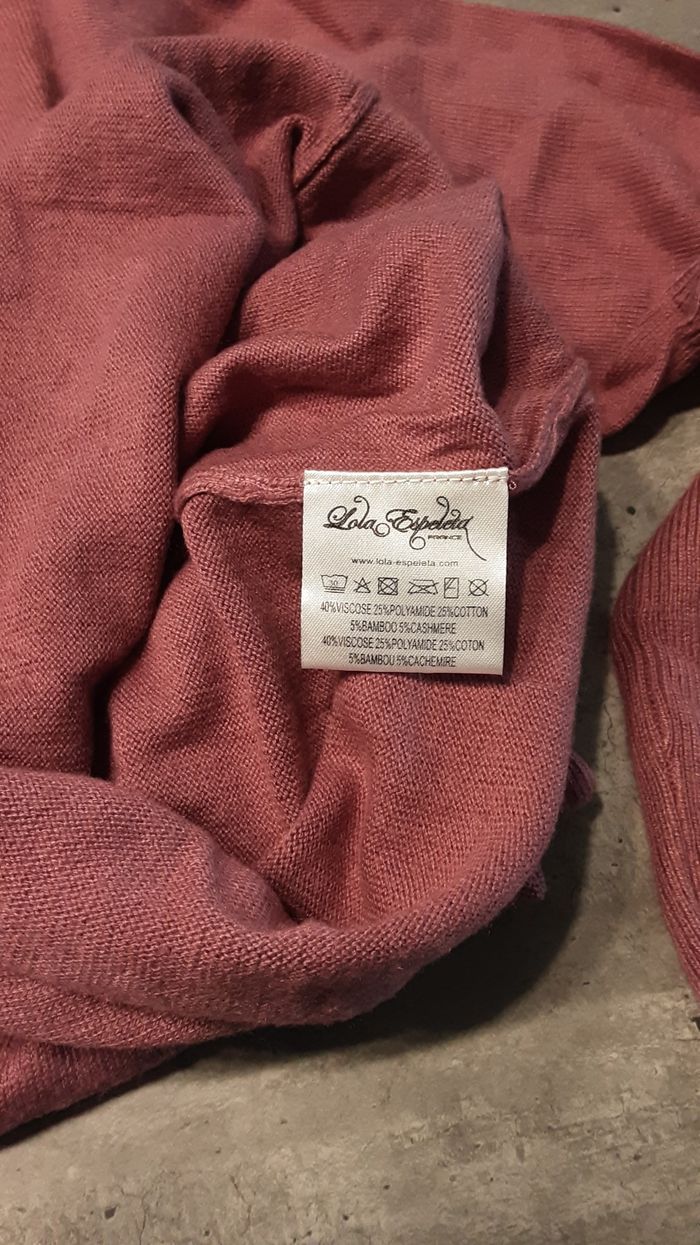 Lola Espeleta
FRANCE
www.lola-espeleta.com
30 A
40%VISCOSE 25%POLYAMIDE 25%COTTON
5%BAMBOO 5%CASHMERE
40%VISCOSE 25%POLYAMIDE 25%COTON
5%BAMBOU 5%CACHEMIRE